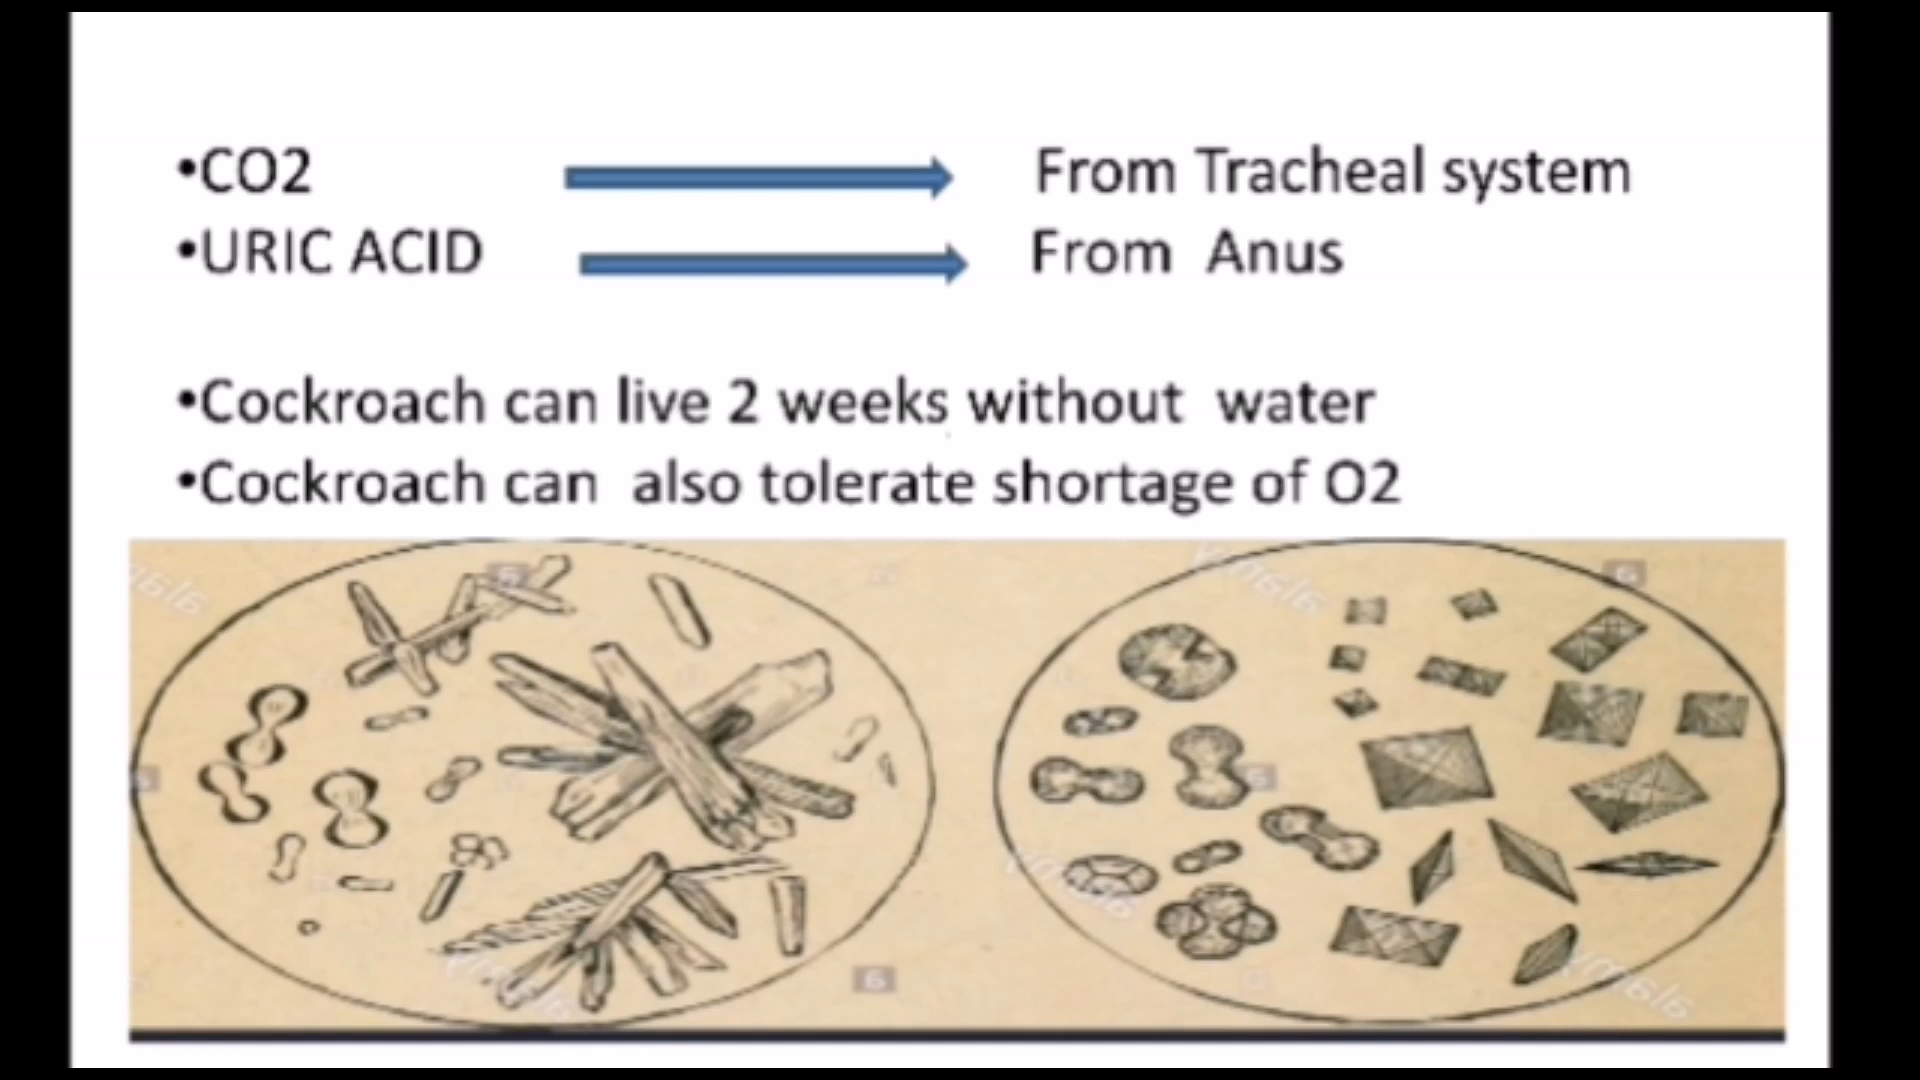 •CO2 From Tracheal system
•URIC ACID From Anus
•Cockroach can live 2 weeks without water
•Cockroach can also tolerate shortage of O2